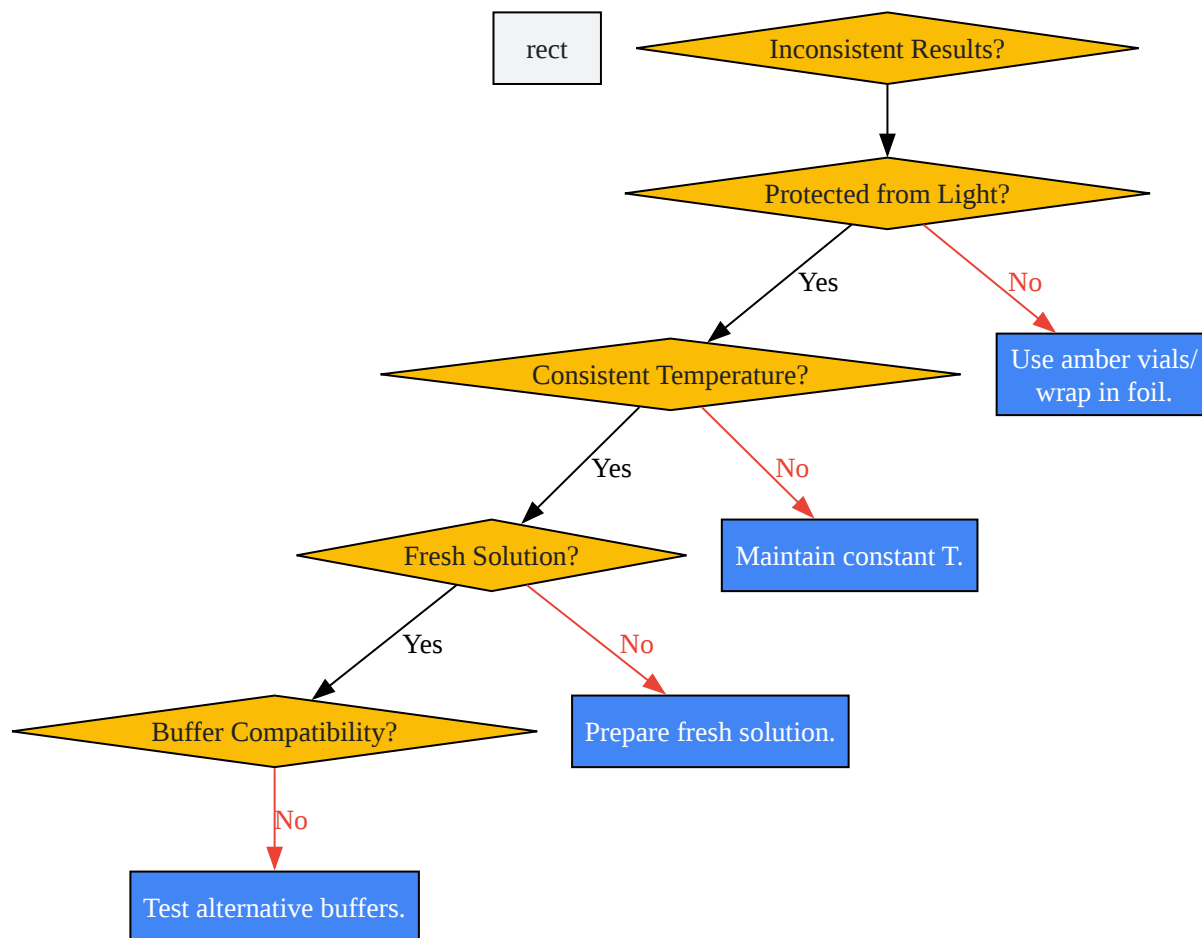 rect
Inconsistent Results?
Protected from Light?
Yes
No
Use amber vials/
wrap in foil.
Consistent Temperature?
Yes
No
Fresh Solution?
Maintain constant T.
Yes
No
Buffer Compatibility?
Prepare fresh solution.
No
Test alternative buffers.